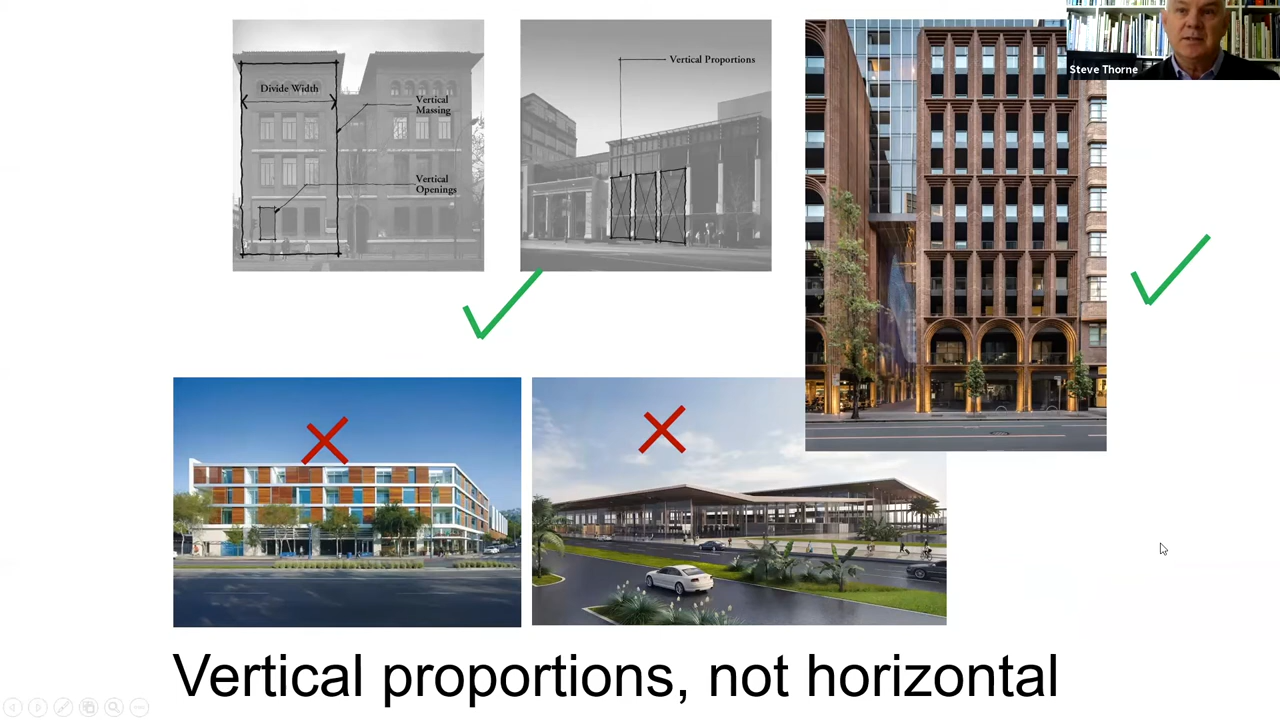 Divide Width
Vertical
Massing
Vertical
Openings
Vertical Proportions
Steve Thorne
Vertical proportions, not horizontal